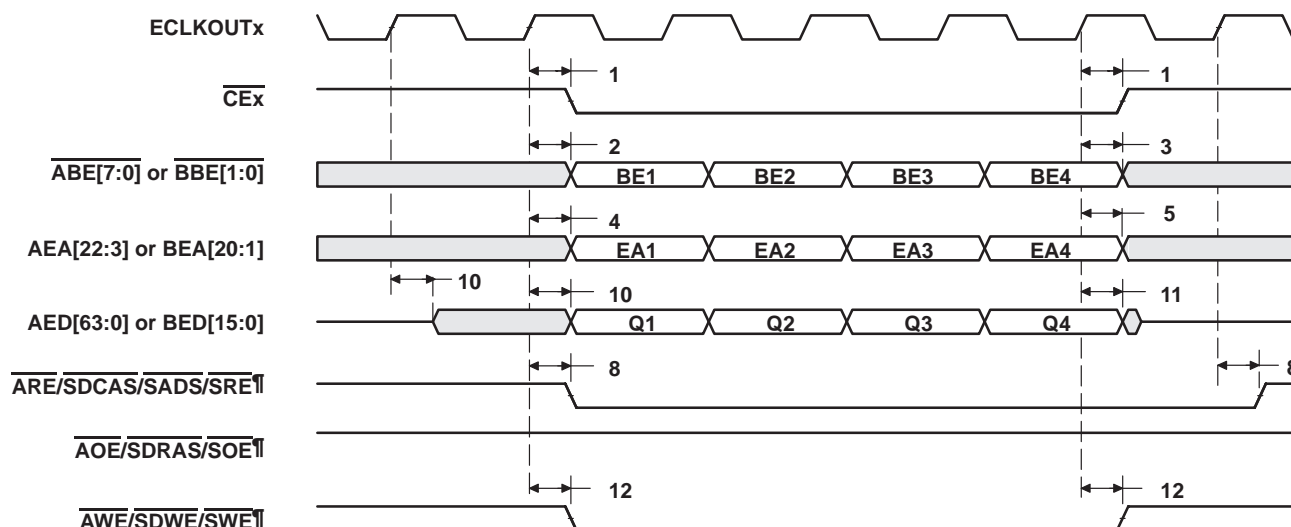 ECLKOUTx
1 1
CEx
2 3
ABE[7:0] or BBE[1:0]
BE1 BE2 BE3 BE4
4 5
AEA[22:3] or BEA[20:1]
EA1 EA2 EA3 EA4
10 10 11
AED[63:0] or BED[15:0]
Q1 Q2 Q3 Q4
8 8
ARE/SDCAS/SADS/SRE¶
AOE/SDRAS/SOE¶
12 12
AWE/SDWE/SWE¶